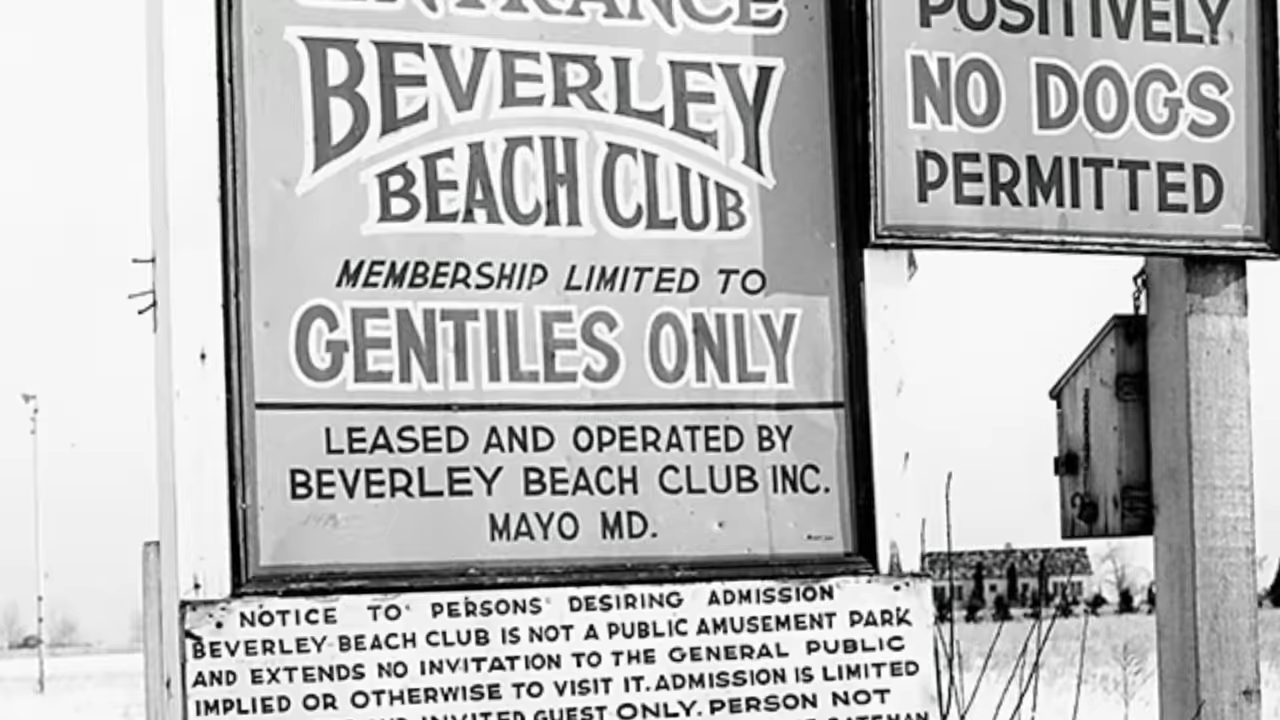 ENTRANCE
BEVERLEY
BEACH CLUB
MEMBERSHIP LIMITED TO
GENTILES ONLY
LEASED AND OPERATED BY
BEVERLEY BEACH CLUB INC.
MAYO MD.
NOTICE TO PERSONS DESIRING ADMISSION
BEVERLEY BEACH CLUB IS NOT A PUBLIC AMUSEMENT PARK
AND EXTENDS NO INVITATION TO THE GENERAL PUBLIC
IMPLIED OR OTHERWISE TO VISIT IT. ADMISSION IS LIMITED
INVITED GUEST ONLY. PERSON NOT
GATEMAN
POSITIVELY
NO DOGS
PERMITTED